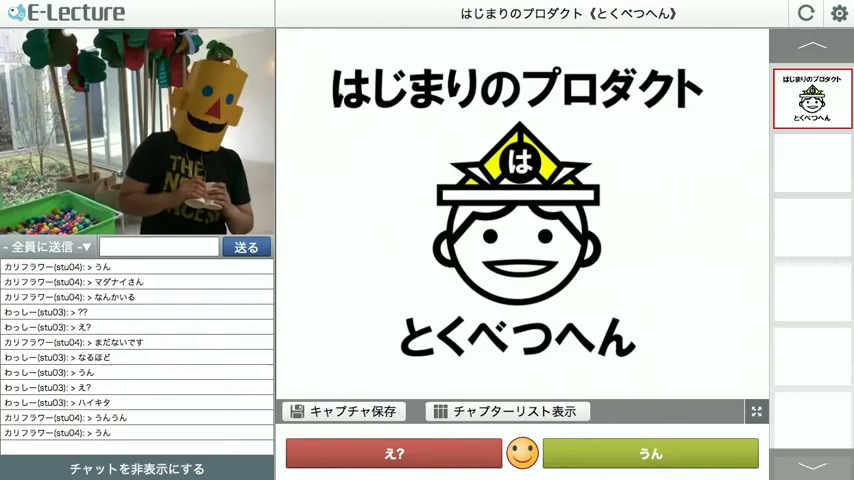 E-Lecture
はじまりのプロダクト《とくべつへん》
THE
- 全員に送信 -▼
送る
カリフラワー(stu04): > うん
カリフラワー(stu04): > マダナイさん
カリフラワー(stu04): > なんかいる
わっしー(stu03): > ??
わっしー(stu03): > え?
カリフラワー(stu04): > まだないです
わっしー(stu03): > なるほど
わっしー(stu03): > うん
わっしー(stu03): > え?
わっしー(stu03): > ハイキタ
カリフラワー(stu04): > うんうん
カリフラワー(stu04): > うん
チャットを非表示にする
はじまりのプロダクト
は
とくべつへん
キャプチャ保存
チャプターリスト表示
え?
うん
はじまりのプロダクト
とくべつへん